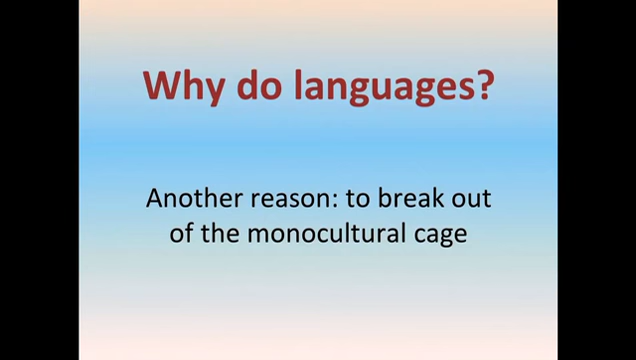 Why do languages?
Another reason: to break out
of the monocultural cage